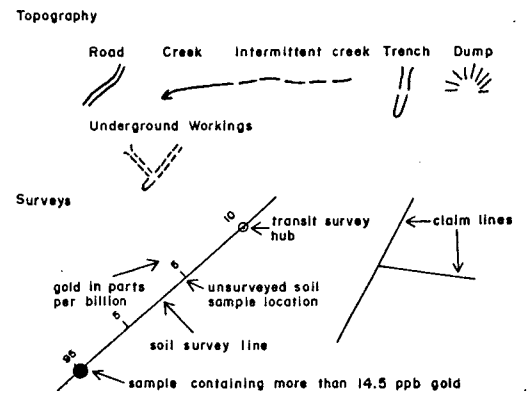 Topography
Road Creek Intermittent creek Trench Dump
Underground Workings
Surveys
10
transit survey
hub
claim lines
gold in parts
per billion
5
unsurveyed soil
sample location
5
soil survey line
95
sample containing more than 14.5 ppb gold